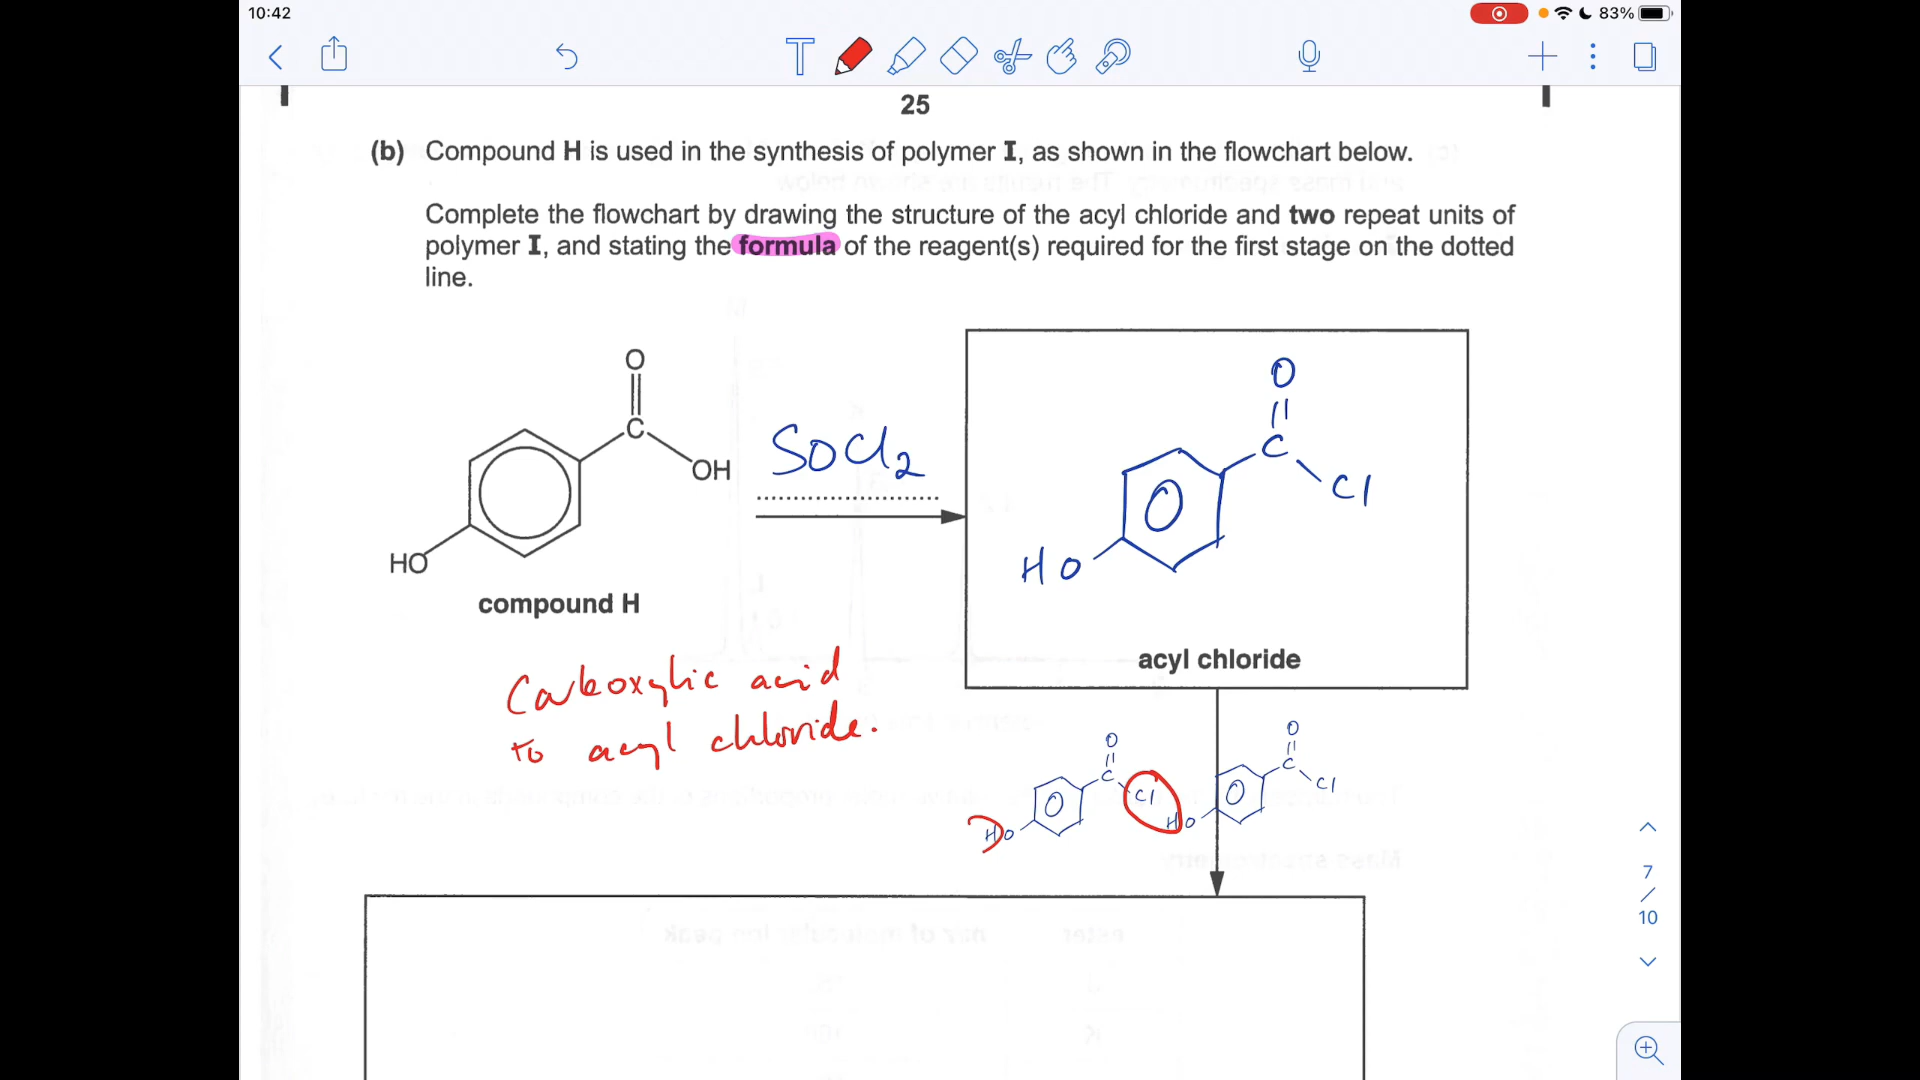 10:42
83%
25
(b) Compound H is used in the synthesis of polymer I, as shown in the flowchart below.
Complete the flowchart by drawing the structure of the acyl chloride and two repeat units of
polymer I, and stating the formula of the reagent(s) required for the first stage on the dotted
line.
O
C
OH
HO
compound H
SOCl2
O
C
Cl
HO
acyl chloride
Carboxylic acid
to acyl chloride.
O
C
Cl
HO
O
C
Cl
HO
7
/
10